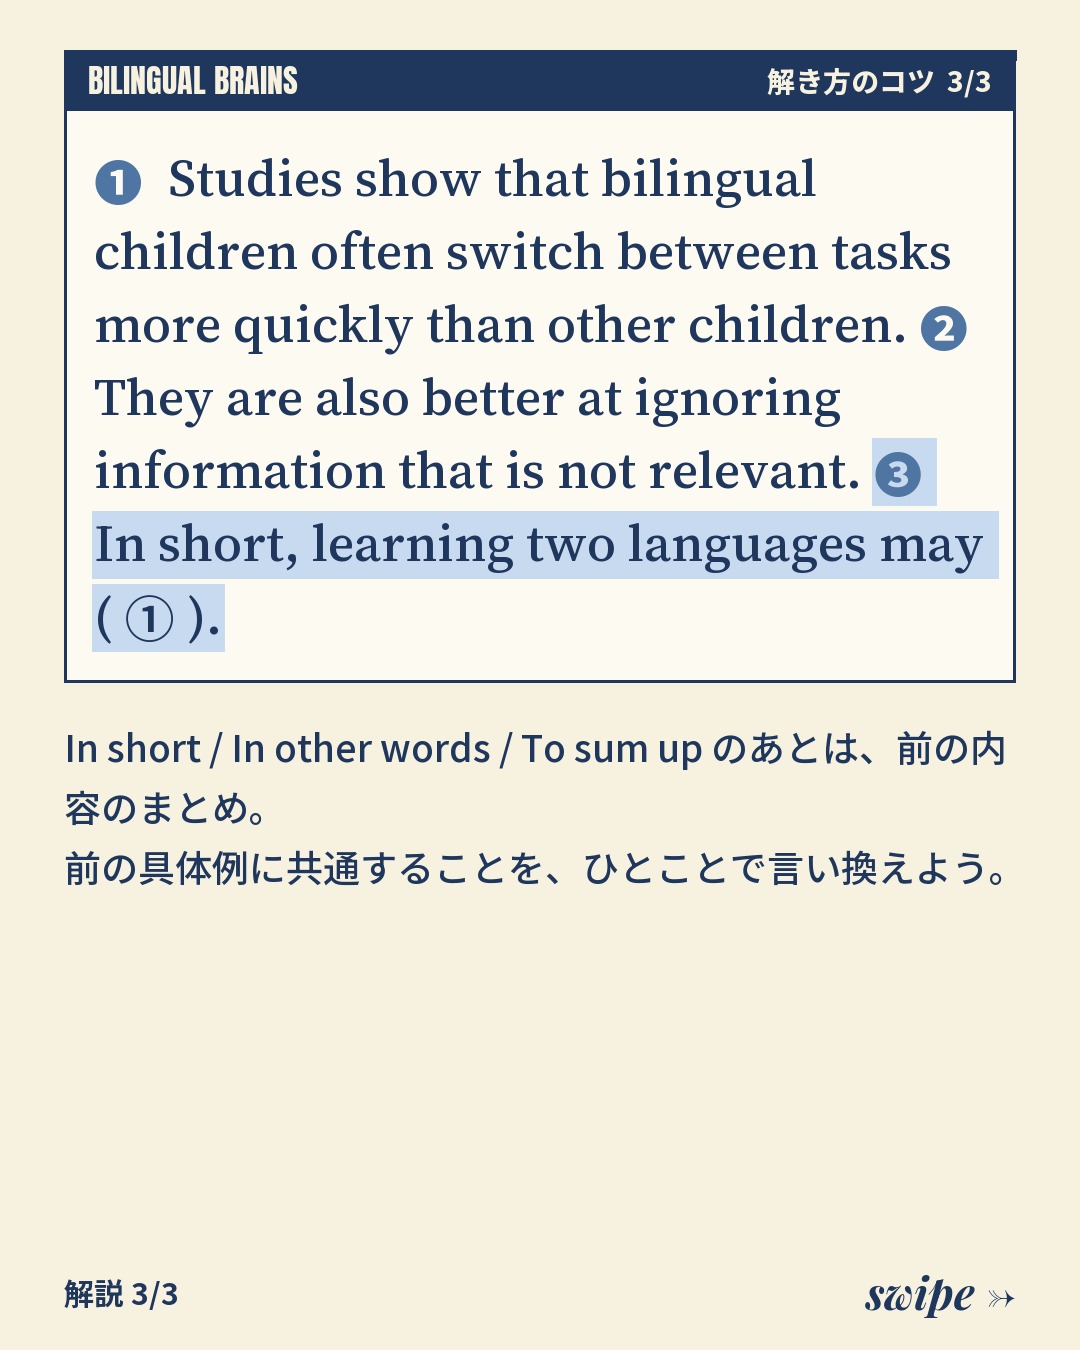 BILINGUAL BRAINS
解き方のコツ 3/3
❶ Studies show that bilingual
children often switch between tasks
more quickly than other children. ❷
They are also better at ignoring
information that is not relevant. ❸
In short, learning two languages may
( ① ).
In short / In other words / To sum up のあとは、前の内
容のまとめ。
前の具体例に共通することを、ひとことで言い換えよう。
解説 3/3
swipe